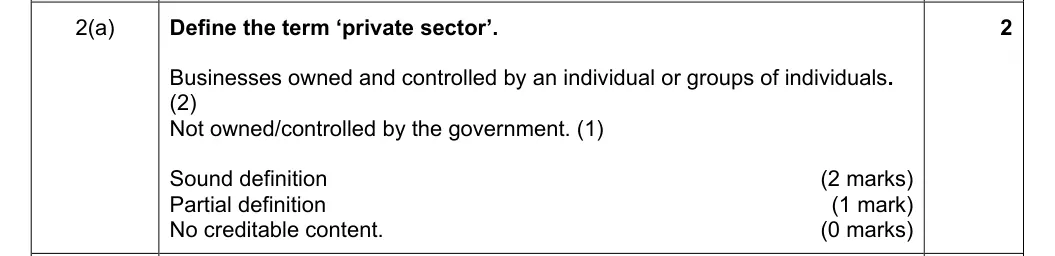 2(a) Define the term ‘private sector’. 2
Businesses owned and controlled by an individual or groups of individuals.
(2)
Not owned/controlled by the government. (1)
Sound definition (2 marks)
Partial definition (1 mark)
No creditable content. (0 marks)